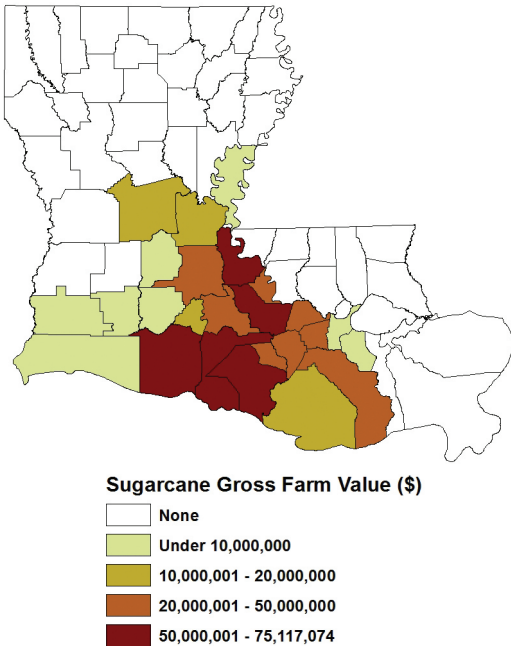 Sugarcane Gross Farm Value ($)
None
Under 10,000,000
10,000,001 - 20,000,000
20,000,001 - 50,000,000
50,000,001 - 75,117,074